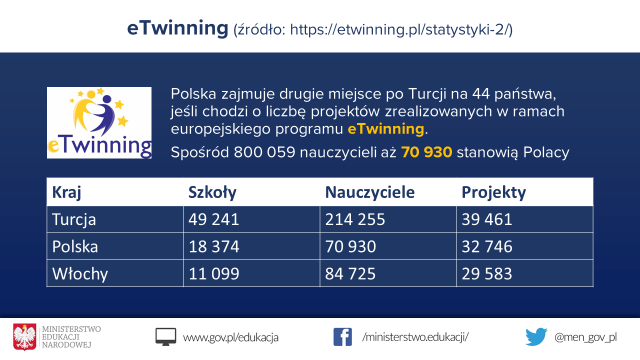 eTwinning (źródło: https://etwinning.pl/statystyki-2/)
eTwinning
Polska zajmuje drugie miejsce po Turcji na 44 państwa,
jeśli chodzi o liczbę projektów zrealizowanych w ramach
europejskiego programu eTwinning.
Spośród 800 059 nauczycieli aż 70 930 stanowią Polacy
Kraj Szkoły Nauczyciele Projekty
Turcja 49 241 214 255 39 461
Polska 18 374 70 930 32 746
Włochy 11 099 84 725 29 583
MINISTERSTWO
EDUKACJI
NARODOWEJ
www.gov.pl/edukacja
/ministerstwo.edukacji/
@men_gov_pl